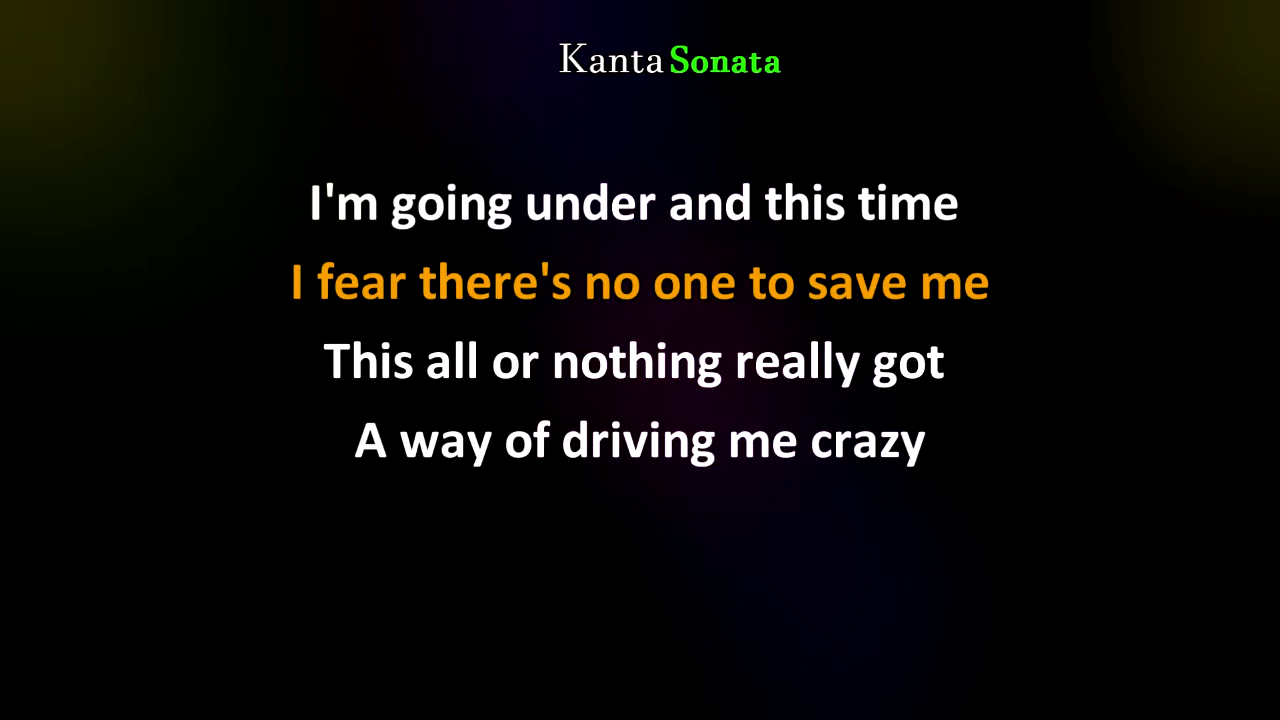 Kanta Sonata
I'm going under and this time
I fear there's no one to save me
This all or nothing really got
A way of driving me crazy